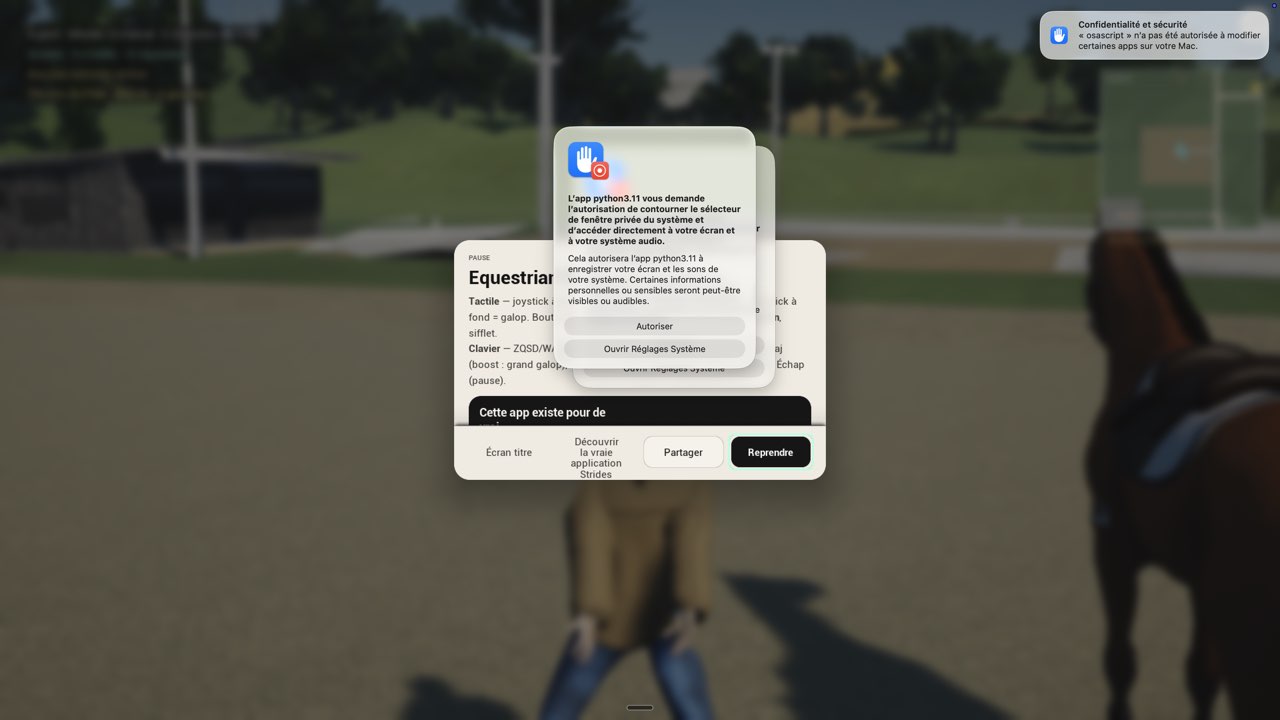 Confidentialité et sécurité
« osascript » n'a pas été autorisée à modifier
certaines apps sur votre Mac.
L'app python3.11 vous demande
l'autorisation de contourner le sélecteur
de fenêtre privée du système et
d'accéder directement à votre écran et
à votre système audio.
Cela autorisera l'app python3.11 à
enregistrer votre écran et les sons de
votre système. Certaines informations
personnelles ou sensibles seront peut-être
visibles ou audibles.
Autoriser
Ouvrir Réglages Système
Ouvrir Réglages Système
PAUSE
Equestrian
Tactile — joystick
fond = galop.
sifflet.
Clavier —
(boost : grand galop), Échap
(pause).
Cette app existe pour de
Écran titre
Découvrir
la vraie
application
Strides
Partager
Reprendre